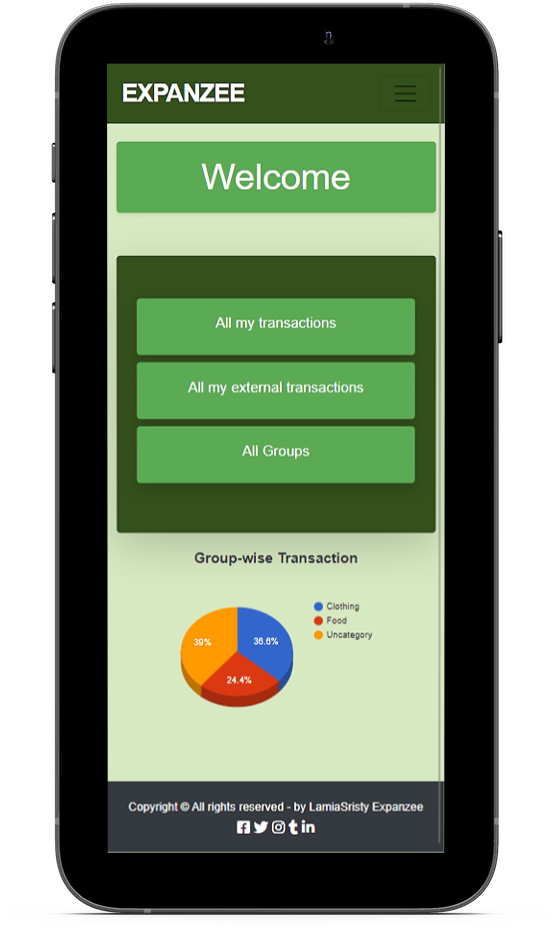 EXPANZEE
Welcome
All my transactions
All my external transactions
All Groups
Group-wise Transaction
Clothing
Food
Uncategory
39%
36.6%
24.4%
Copyright © All rights reserved - by LamiaSristy Expanzee